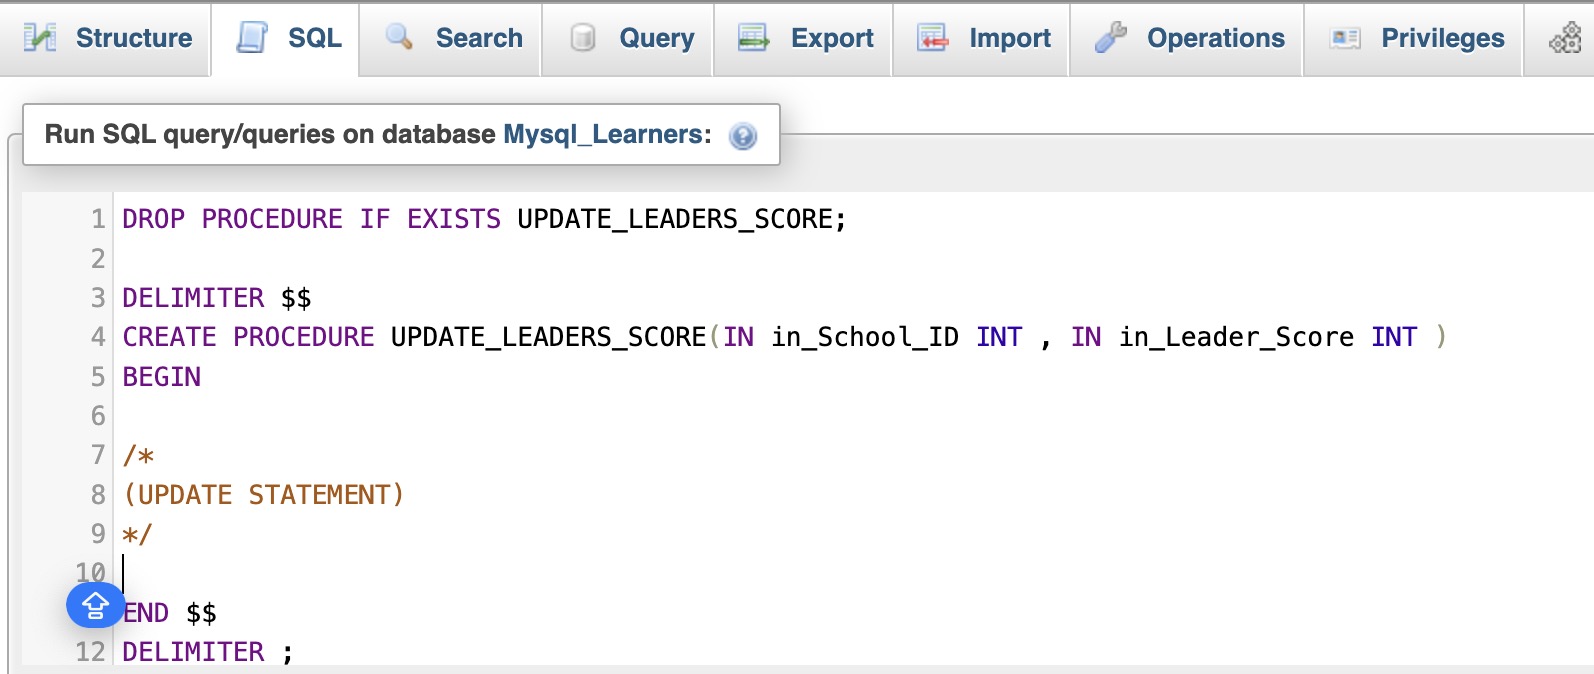 Structure SQL Search Query Export Import Operations Privileges
Run SQL query/queries on database Mysql_Learners:
1 DROP PROCEDURE IF EXISTS UPDATE_LEADERS_SCORE;
2
3 DELIMITER $$
4 CREATE PROCEDURE UPDATE_LEADERS_SCORE(IN in_School_ID INT , IN in_Leader_Score INT )
5 BEGIN
6
7 /*
8 (UPDATE STATEMENT)
9 */
10
END $$
12 DELIMITER ;